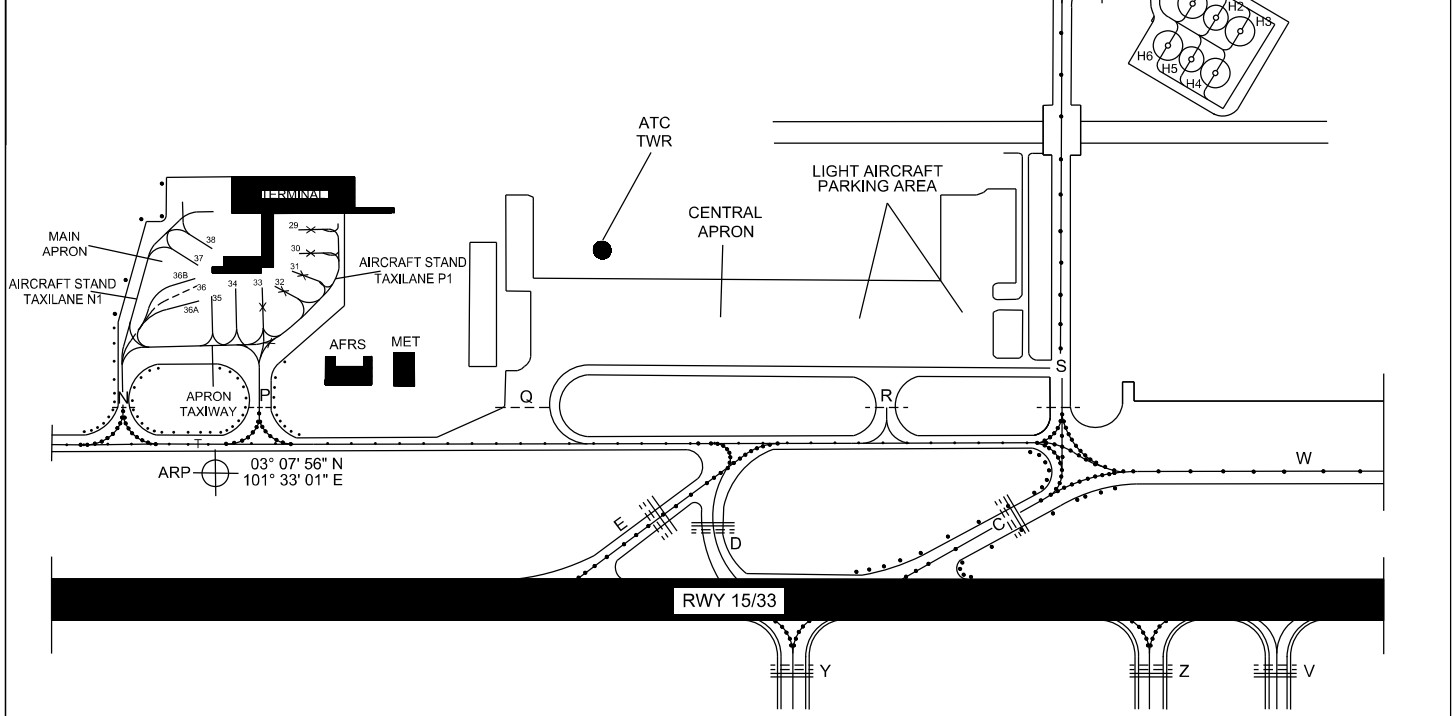 H2
H3
H6
H5
H4
ATC
TWR
LIGHT AIRCRAFT
PARKING AREA
TERMINAL
CENTRAL
APRON
MAIN
APRON
AIRCRAFT STAND
TAXILANE N1
AIRCRAFT STAND
TAXILANE P1
38
37
36B
36
36A
35
34
33
32
31
30
29
AFRS
MET
APRON
TAXIWAY
N
P
Q
R
S
T
W
ARP
03° 07' 56" N
101° 33' 01" E
E
D
C
RWY 15/33
Y
Z
V